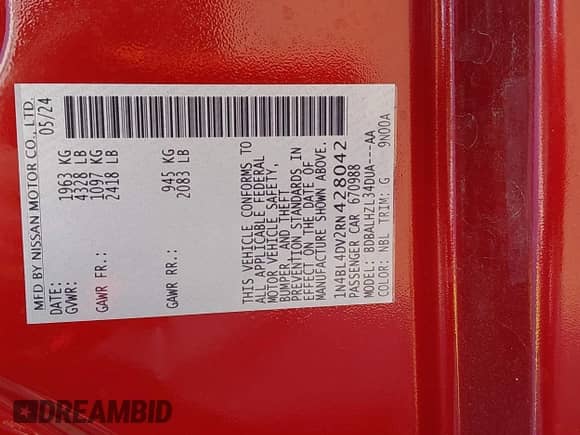 MFD BY NISSAN MOTOR CO., LTD.
DATE: 05/24
GVWR: 1963 KG
4328 LB
GAWR FR.: 1097 KG
2418 LB
GAWR RR.: 945 KG
2083 LB
THIS VEHICLE CONFORMS TO
ALL APPLICABLE FEDERAL
MOTOR VEHICLE SAFETY,
BUMPER, AND THEFT
PREVENTION STANDARDS IN
EFFECT ON THE DATE OF
MANUFACTURE SHOWN ABOVE.
1N4BL4DV2RN428042
PASSENGER CAR 670988
MODEL: BDBALHZL34DUA---AA
COLOR: NBL TRIM: G 9N00A
DREAMBID